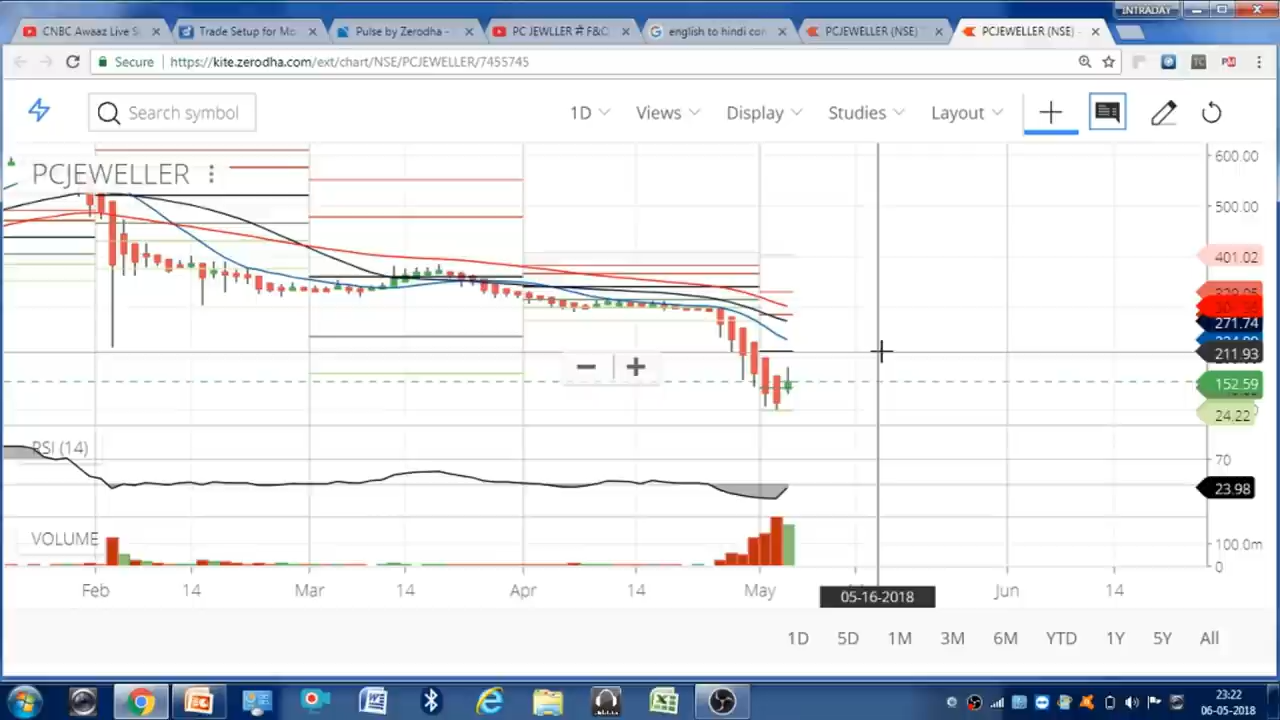 INTRADAY
CNBC Awaaz Live S
Trade Setup for Mo
Pulse by Zerodha -
PC JEWLLER में F&O
english to hindi con
PCJEWELLER (NSE)
PCJEWELLER (NSE) -
Secure
https://kite.zerodha.com/ext/chart/NSE/PCJEWELLER/7455745
Search symbol
1D
Views
Display
Studies
Layout
PCJEWELLER
600.00
500.00
401.02
271.74
211.93
152.59
24.22
RSI (14)
70
23.98
VOLUME
100.0m
0
Feb
14
Mar
14
Apr
14
May
05-16-2018
Jun
14
1D
5D
1M
3M
6M
YTD
1Y
5Y
All
23:22
06-05-2018